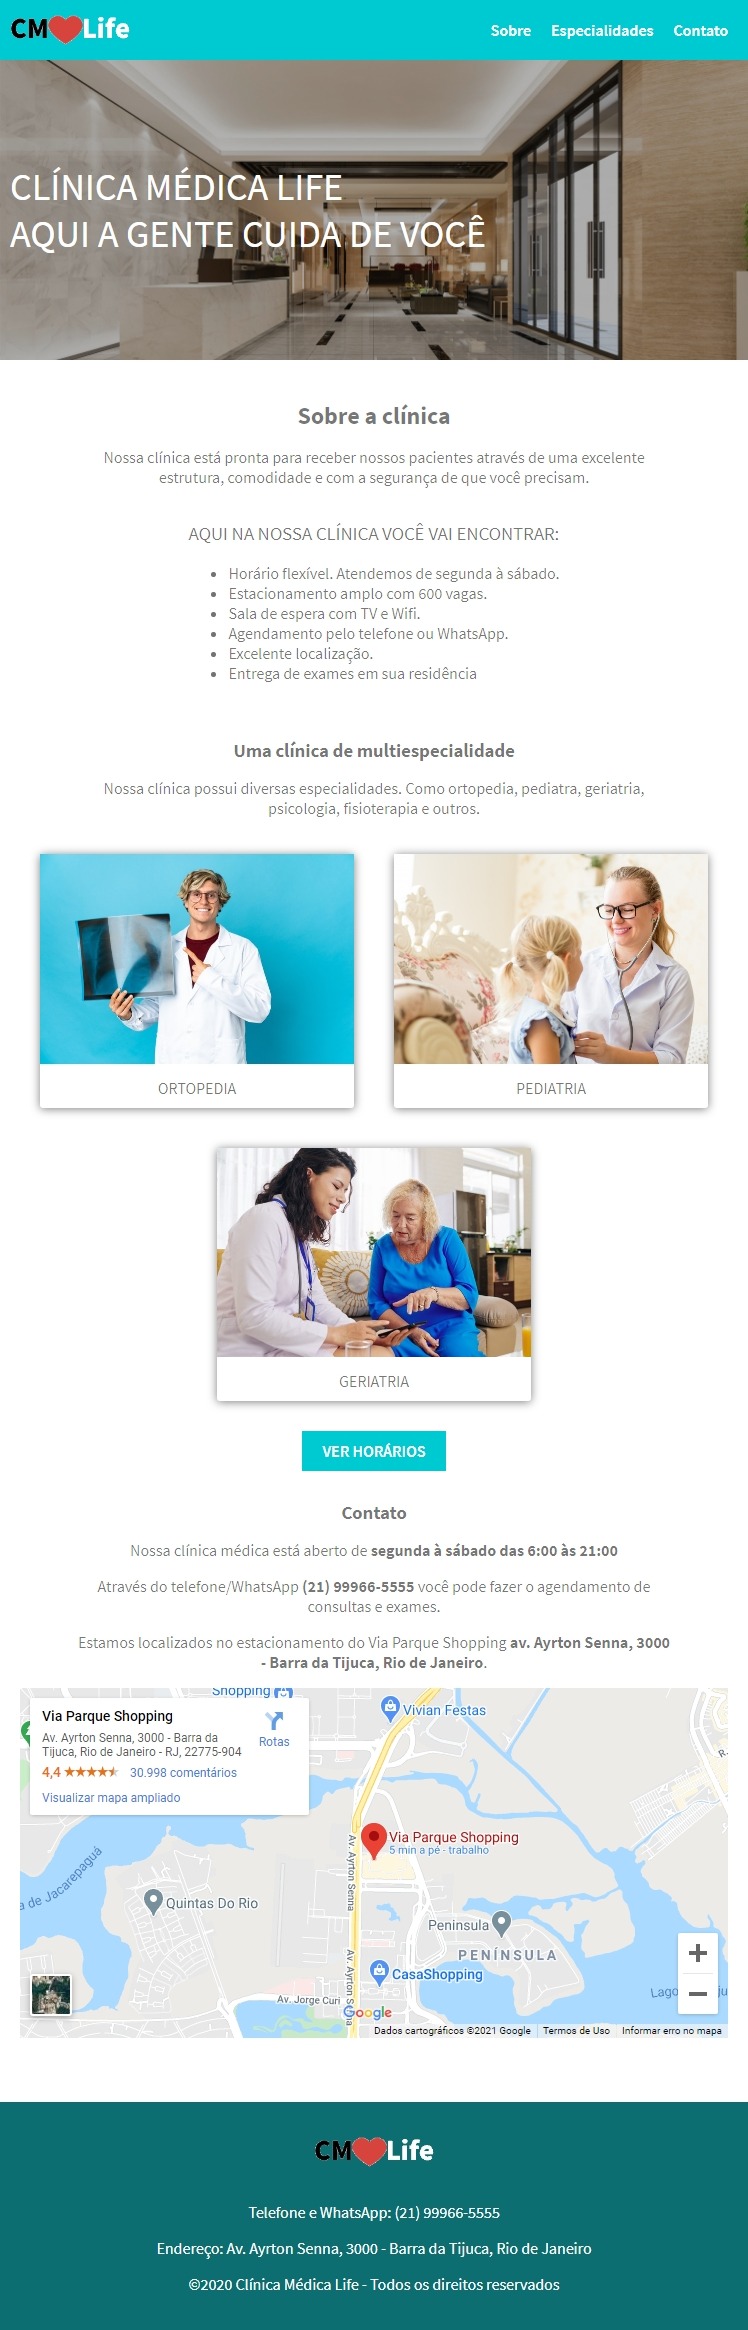 CM Life
Sobre Especialidades Contato
CLÍNICA MÉDICA LIFE
AQUI A GENTE CUIDA DE VOCÊ
Sobre a clínica
Nossa clínica está pronta para receber nossos pacientes através de uma excelente
estrutura, comodidade e com a segurança de que você precisam.
AQUI NA NOSSA CLÍNICA VOCÊ VAI ENCONTRAR:
Horário flexível. Atendemos de segunda à sábado.
Estacionamento amplo com 600 vagas.
Sala de espera com TV e Wifi.
Agendamento pelo telefone ou WhatsApp.
Excelente localização.
Entrega de exames em sua residência
Uma clínica de multiespecialidade
Nossa clínica possui diversas especialidades. Como ortopedia, pediatra, geriatria,
psicologia, fisioterapia e outros.
ORTOPEDIA
PEDIATRIA
GERIATRIA
VER HORÁRIOS
Contato
Nossa clínica médica está aberto de segunda à sábado das 6:00 às 21:00
Através do telefone/WhatsApp (21) 99966-5555 você pode fazer o agendamento de
consultas e exames.
Estamos localizados no estacionamento do Via Parque Shopping av. Ayrton Senna, 3000
- Barra da Tijuca, Rio de Janeiro.
Shopping
Via Parque Shopping
Av. Ayrton Senna, 3000 - Barra da
Tijuca, Rio de Janeiro - RJ, 22775-904
Rotas
4,4 30.998 comentários
Visualizar mapa ampliado
Vivian Festas
R.
Via Parque Shopping
5 min a pé - trabalho
Av. Ayrton Senna
a de Jacarepaguá
Quintas Do Rio
Peninsula
PENÍNSULA
CasaShopping
Av. Ayrton Senna
Av. Jorge Curi
Google
Dados cartográficos ©2021 Google Termos de Uso Informar erro no mapa
CM Life
Telefone e WhatsApp: (21) 99966-5555
Endereço: Av. Ayrton Senna, 3000 - Barra da Tijuca, Rio de Janeiro
©2020 Clínica Médica Life - Todos os direitos reservados